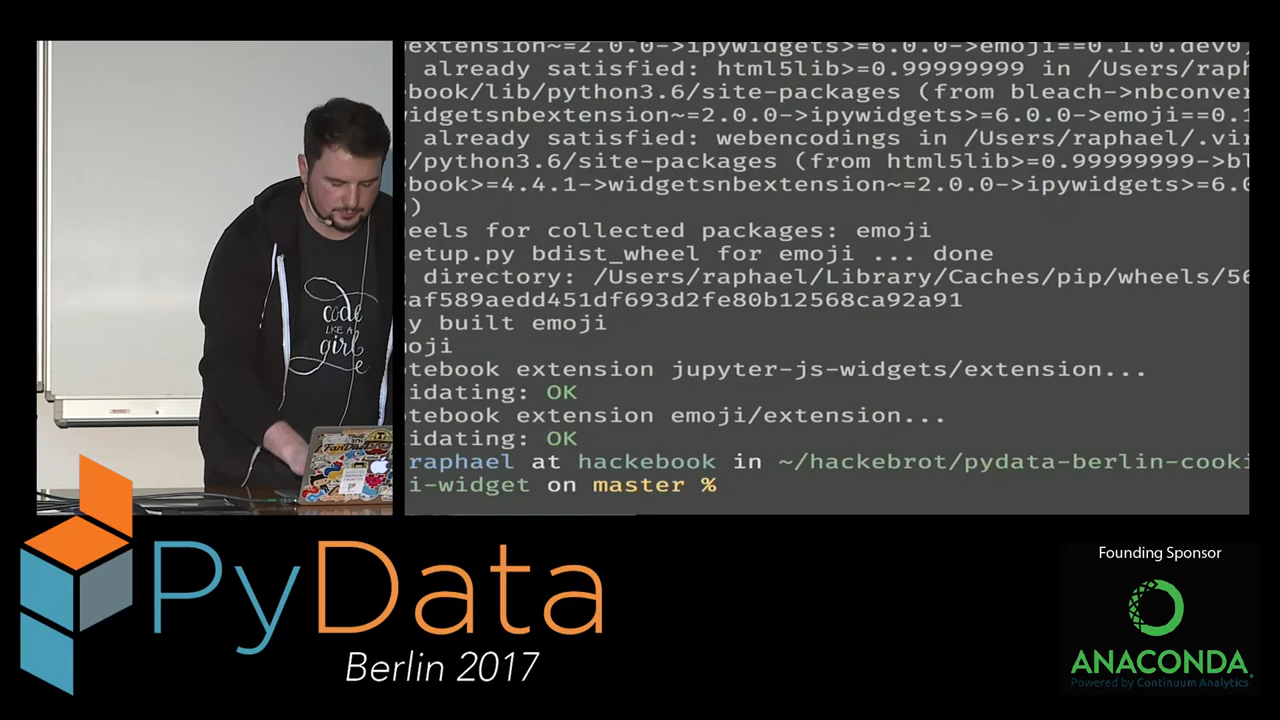 extension~=2.0.0->ipywidgets>=6.0.0->emoji==0.1.0.dev0,
already satisfied: html5lib>=0.99999999 in /Users/raph
book/lib/python3.6/site-packages (from bleach->nbconver
widgetsnbextension~=2.0.0->ipywidgets>=6.0.0->emoji==0.1
already satisfied: webencodings in /Users/raphael/.vir
/python3.6/site-packages (from html5lib>=0.99999999->bl
book>=4.4.1->widgetsnbextension~=2.0.0->ipywidgets>=6.0
)
eels for collected packages: emoji
etup.py bdist_wheel for emoji ... done
directory: /Users/raphael/Library/Caches/pip/wheels/56
af589aedd451df693d2fe80b12568ca92a91
y built emoji
oji
tebook extension jupyter-js-widgets/extension...
idating: OK
tebook extension emoji/extension...
idating: OK
raphael at hackebook in ~/hackebrot/pydata-berlin-cooki
i-widget on master %
code
LIKE A
girl
PyData
Berlin 2017
Founding Sponsor
ANACONDA
Powered by Continuum Analytics